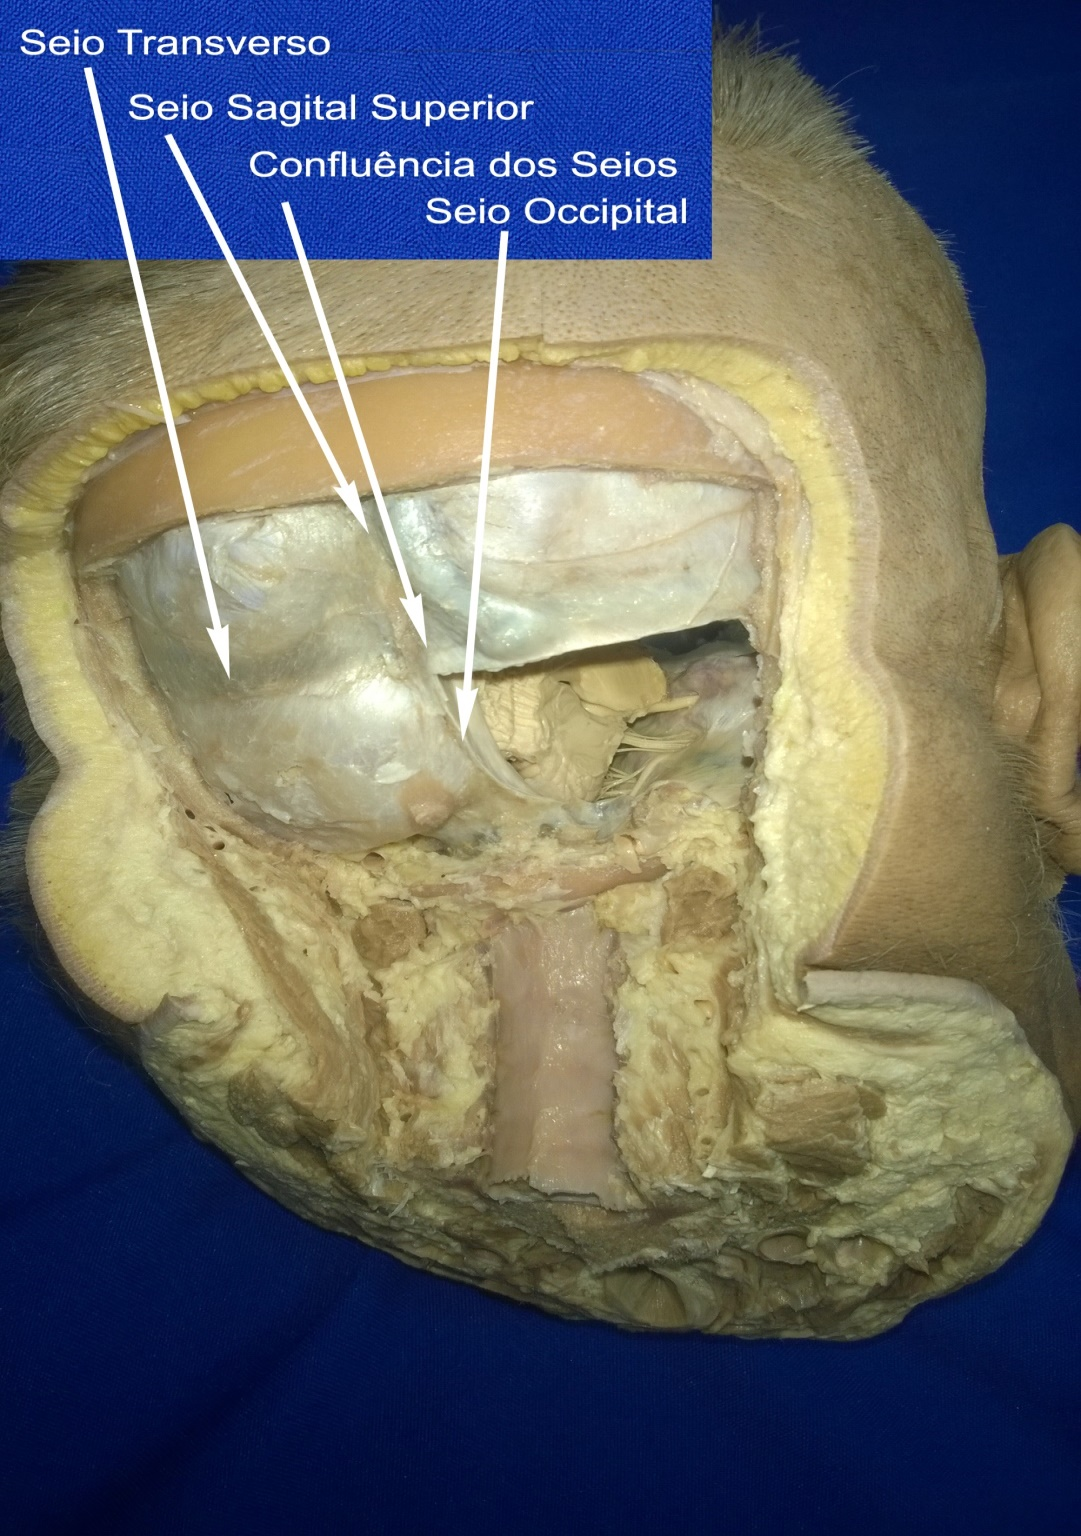 Seio Transverso
Seio Sagital Superior
Confluência dos Seios
Seio Occipital